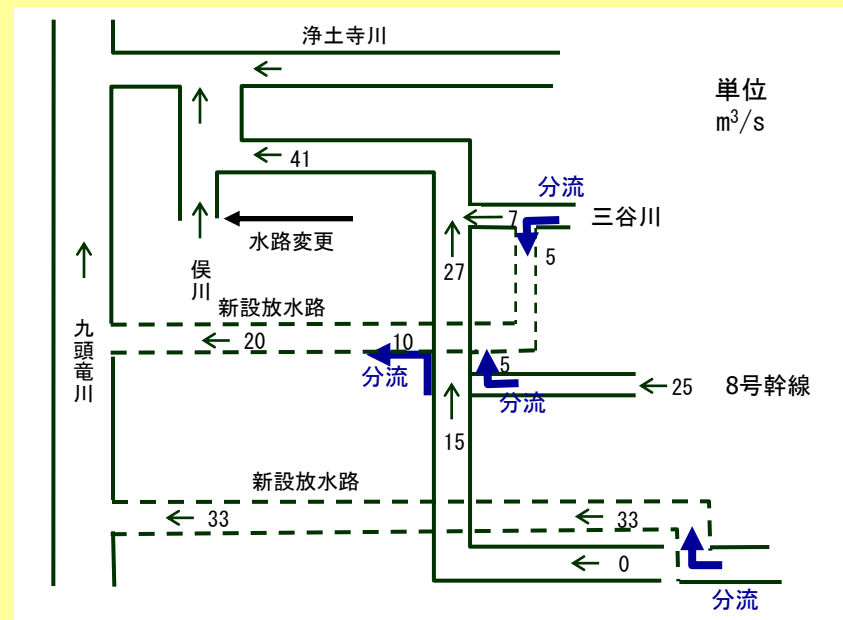 浄土寺川
単位
m³/s
41
分流
7
三谷川
水路変更
5
27
俣川
新設放水路
九頭竜川
20
10
5
分流
分流
25
8号幹線
15
新設放水路
33
33
0
分流